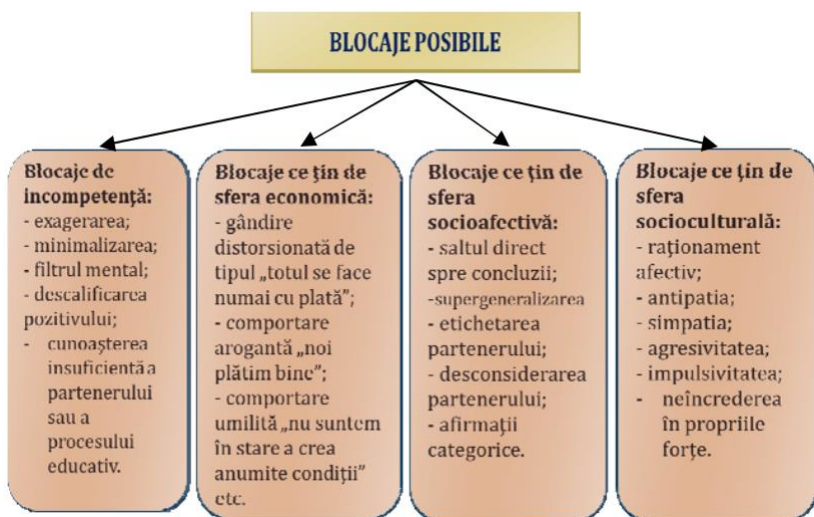 BLOCAJE POSIBILE
Blocaje de
incompetență:
- exagerarea;
- minimalizarea;
- filtrul mental;
- descalificarea
pozitivului;
- cunoașterea
insuficientă a
partenerului
sau a
procesului
educativ.
Blocaje ce țin de
sfera economică:
- gândire
distorsionată de
tipul „totul se face
numai cu plată”;
- comportare
arogantă „noi
plătim bine”;
- comportare
umilită „nu suntem
în stare a crea
anumite condiții”
etc.
Blocaje ce țin de
sfera
socioafectivă:
- saltul direct
spre concluzii;
-supergeneralizarea
- etichetarea
partenerului;
- desconsiderarea
partenerului;
- afirmații
categorice.
Blocaje ce țin de
sfera
socioculturală:
- raționament
afectiv;
- antipatia;
- simpatia;
- agresivitatea;
- impulsivitatea;
- neîncrederea
în propriile
forțe.